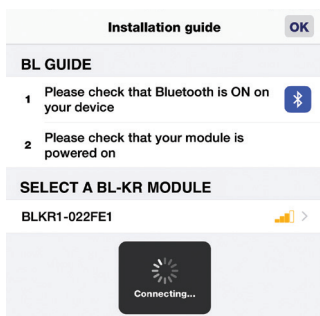 Installation guide OK
BL GUIDE
1 Please check that Bluetooth is ON on
your device
2 Please check that your module is
powered on
SELECT A BL-KR MODULE
BLKR1-022FE1
Connecting...